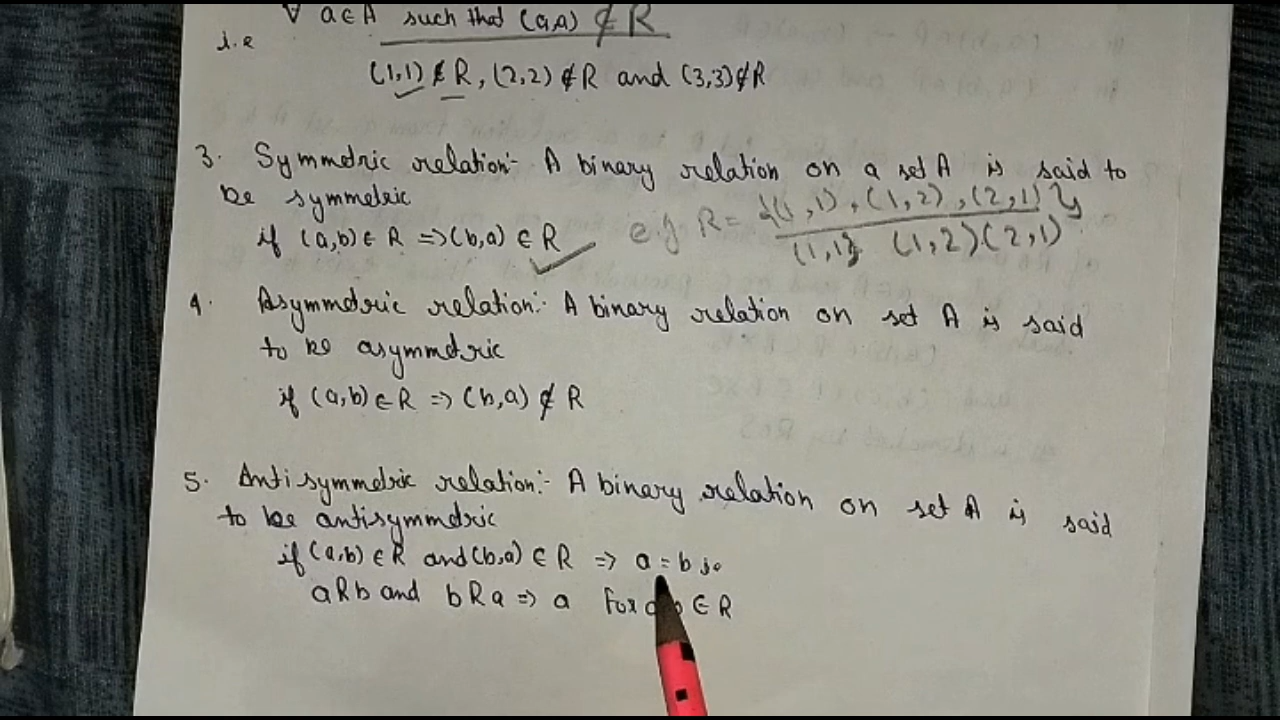 ∀ a∈A such that (a,a) ∉ R
i.e
(1,1) ∉ R, (2,2) ∉ R and (3,3) ∉ R
3. Symmetric relation:- A binary relation on a set A is said to
be symmetric
if (a,b) ∈ R => (b,a) ∈ R
e.g R = {(1,1), (1,2), (2,1)}
(1,1) (1,2) (2,1)
4. Asymmetric relation:- A binary relation on set A is said
to be asymmetric
if (a,b) ∈ R => (b,a) ∉ R
5. Antisymmetric relation:- A binary relation on set A is said
to be antisymmetric
if (a,b) ∈ R and (b,a) ∈ R => a = b i.e
aRb and bRa => a For ∈ R